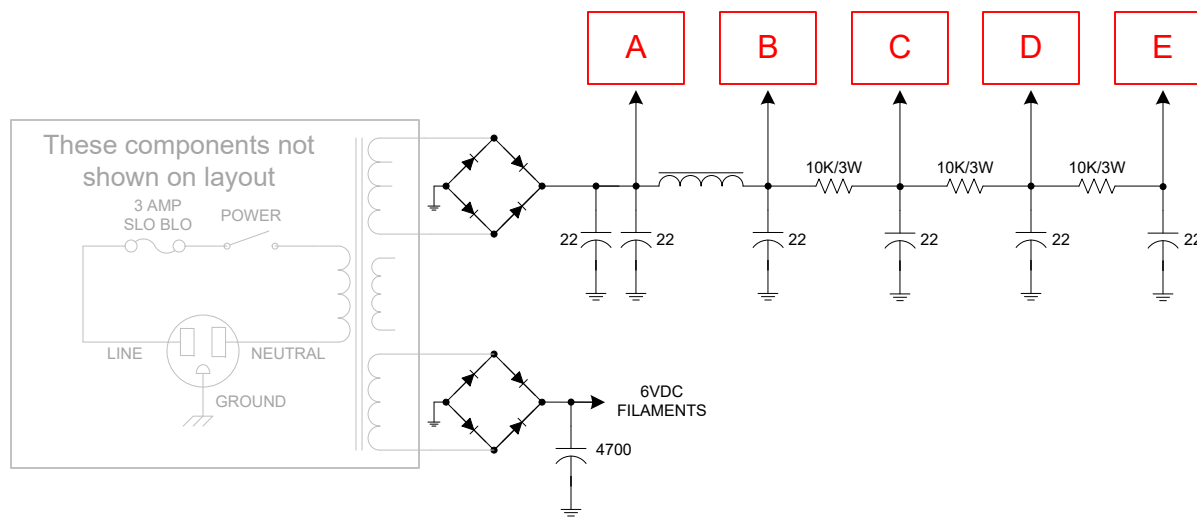 A
B
C
D
E
These components not
shown on layout
3 AMP
SLO BLO
POWER
LINE
NEUTRAL
GROUND
10K/3W
10K/3W
10K/3W
22
22
22
22
22
22
6VDC
FILAMENTS
4700